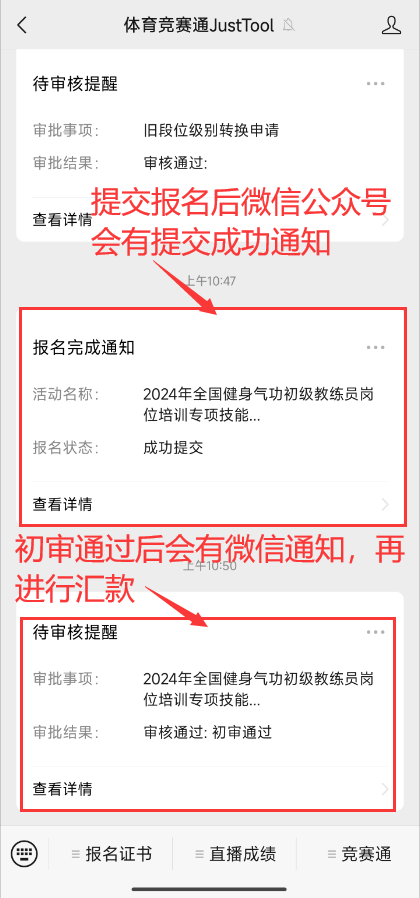 体育竞赛通JustTool
待审核提醒
审批事项： 旧段位级别转换申请
审批结果： 审核通过:
查看详情
提交报名后微信公众号
会有提交成功通知
上午10:47
报名完成通知
活动名称： 2024年全国健身气功初级教练员岗
位培训专项技能...
报名状态： 成功提交
查看详情
初审通过后会有微信通知，再
进行汇款
上午10:50
待审核提醒
审批事项： 2024年全国健身气功初级教练员岗
位培训专项技能...
审批结果： 审核通过: 初审通过
查看详情
报名证书 直播成绩 竞赛通